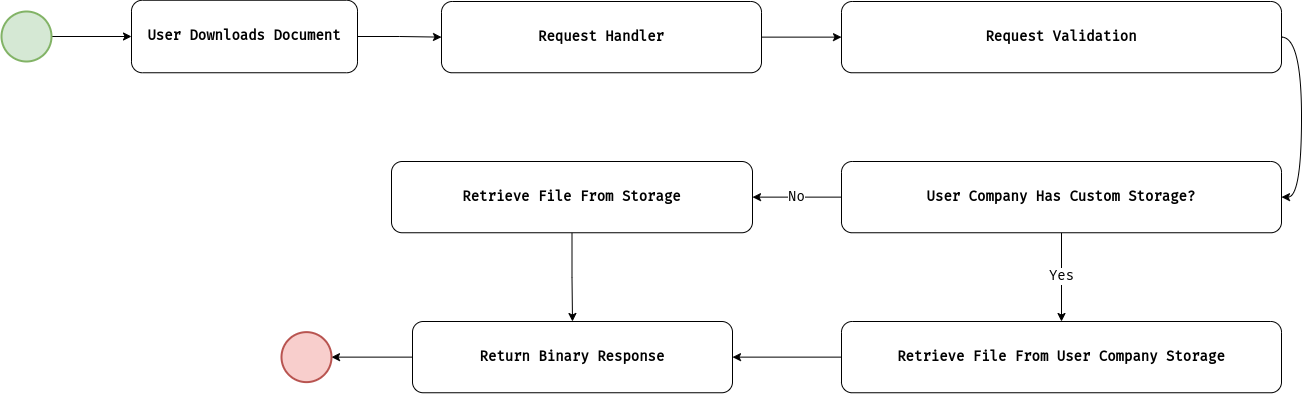 User Downloads Document
Request Handler
Request Validation
Retrieve File From Storage
No
User Company Has Custom Storage?
Yes
Return Binary Response
Retrieve File From User Company Storage